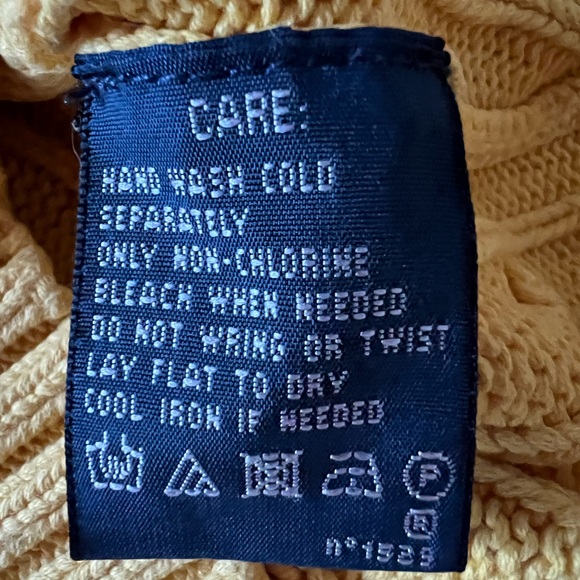 CARE:
HAND WASH COLD
SEPARATELY
ONLY NON-CHLORINE
BLEACH WHEN NEEDED
DO NOT WRING OR TWIST
LAY FLAT TO DRY
COOL IRON IF NEEDED
P
R